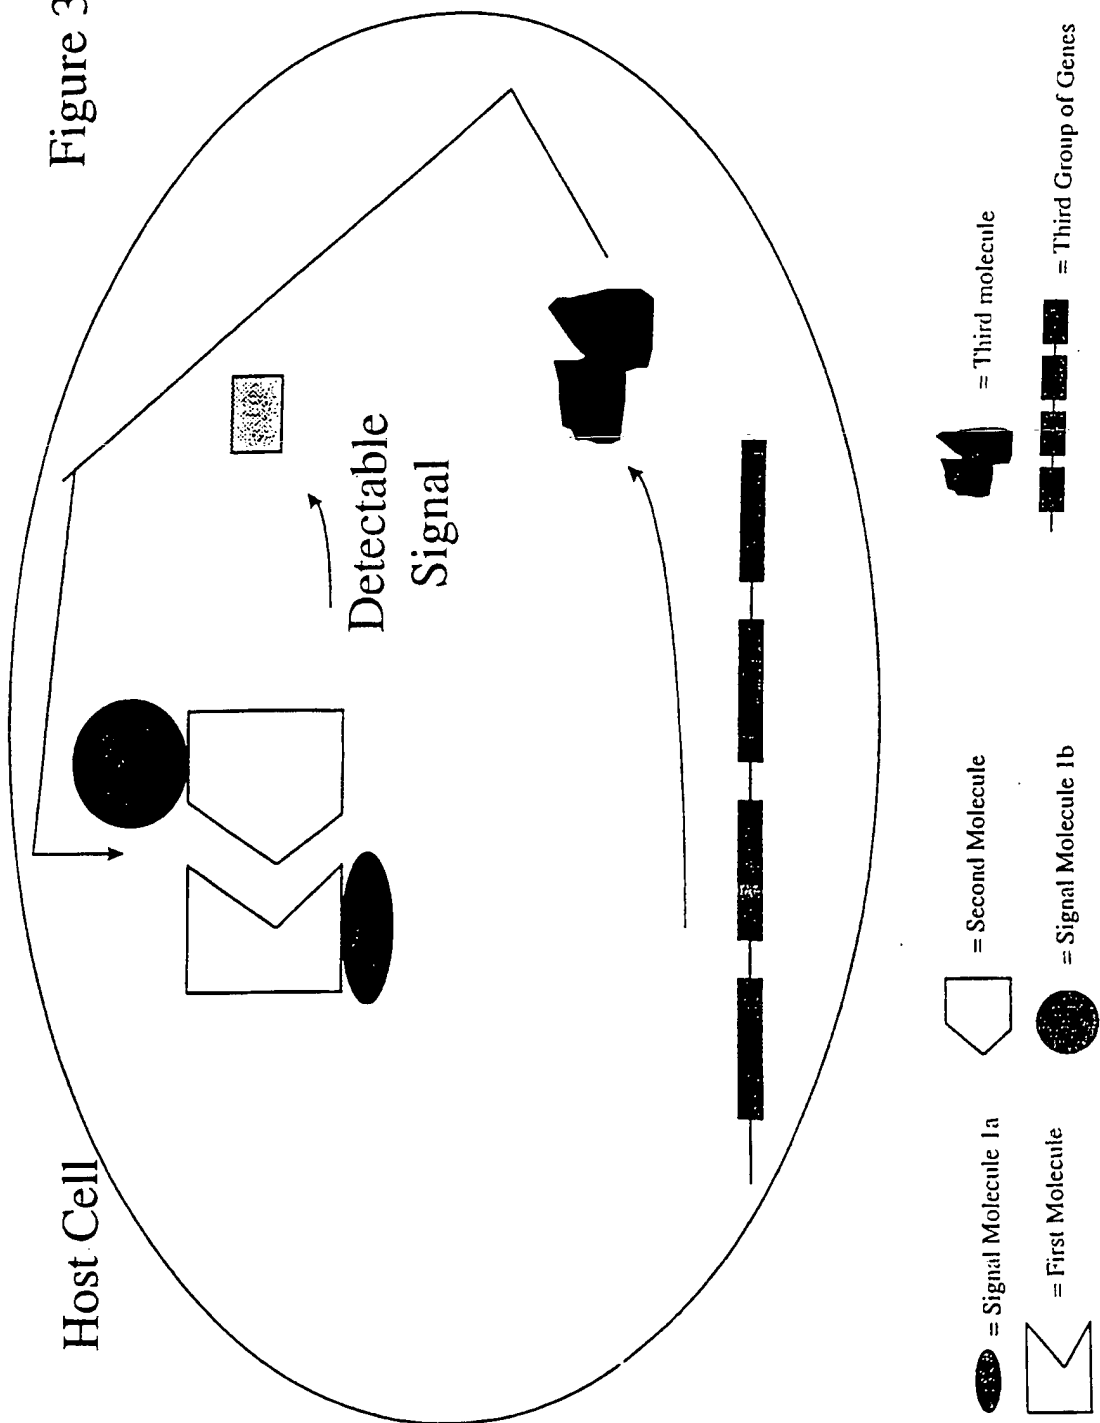 Figure 3
Host Cell
Detectable
Signal
= Signal Molecule 1a
= Second Molecule
= Third molecule
= First Molecule
= Signal Molecule 1b
= Third Group of Genes